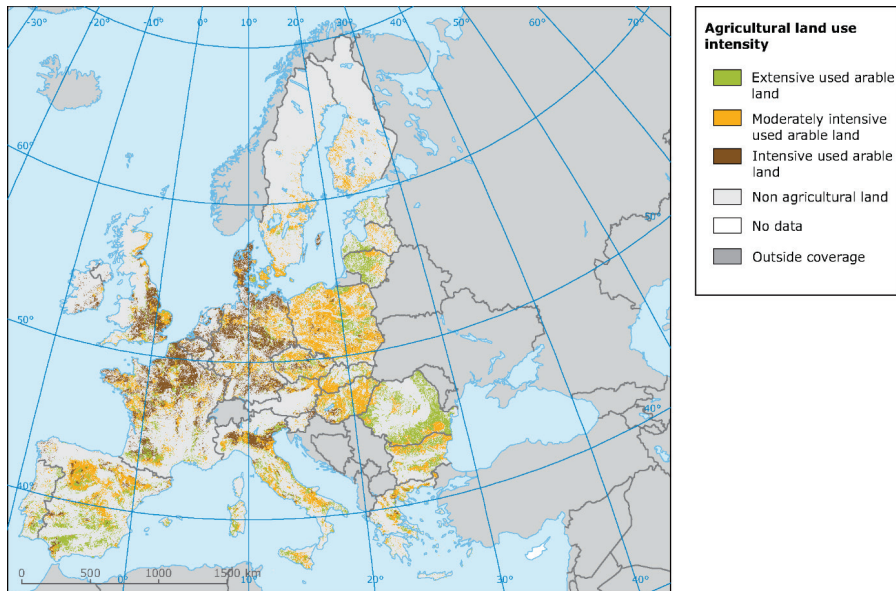 -30° -20° -10° 0° 10° 20° 30° 40° 50° 60° 70°
60°
50°
50°
40°
40°
0 500 1000 1500 km
0° 10° 20° 30° 40°
Agricultural land use
intensity
Extensive used arable
land
Moderately intensive
used arable land
Intensive used arable
land
Non agricultural land
No data
Outside coverage